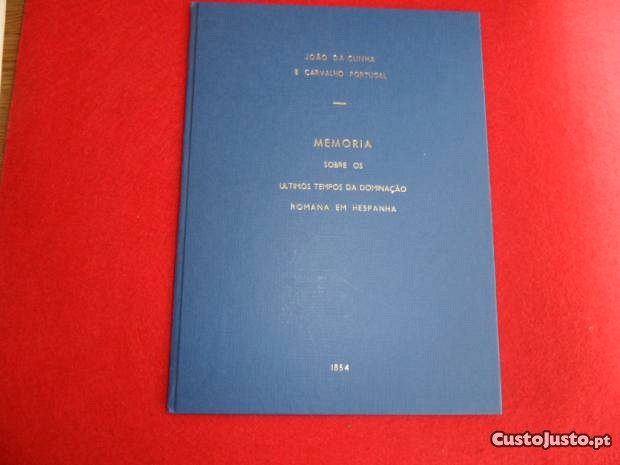 JOÃO DA CUNHA
E CARVALHO PORTUGAL
MEMORIA
SOBRE OS
ULTIMOS TEMPOS DA DOMINAÇÃO
ROMANA EM HESPANHA
1854
CustoJusto.pt